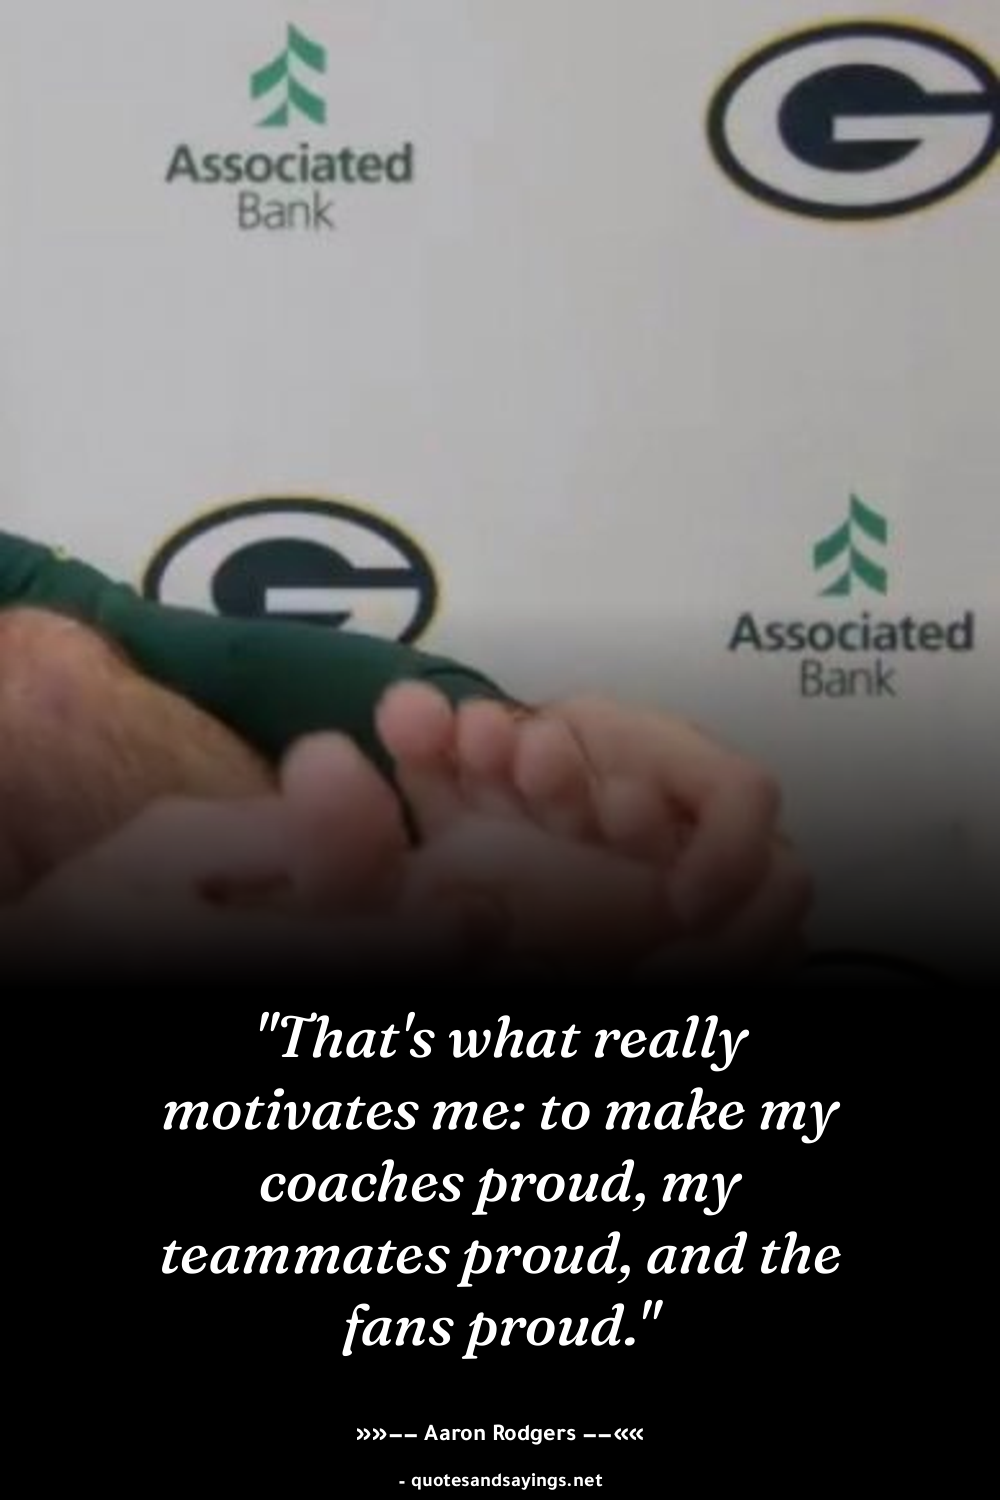 Associated
Bank
G
G
Associated
Bank
"That's what really
motivates me: to make my
coaches proud, my
teammates proud, and the
fans proud."
»»–– Aaron Rodgers ––««
- quotesandsayings.net